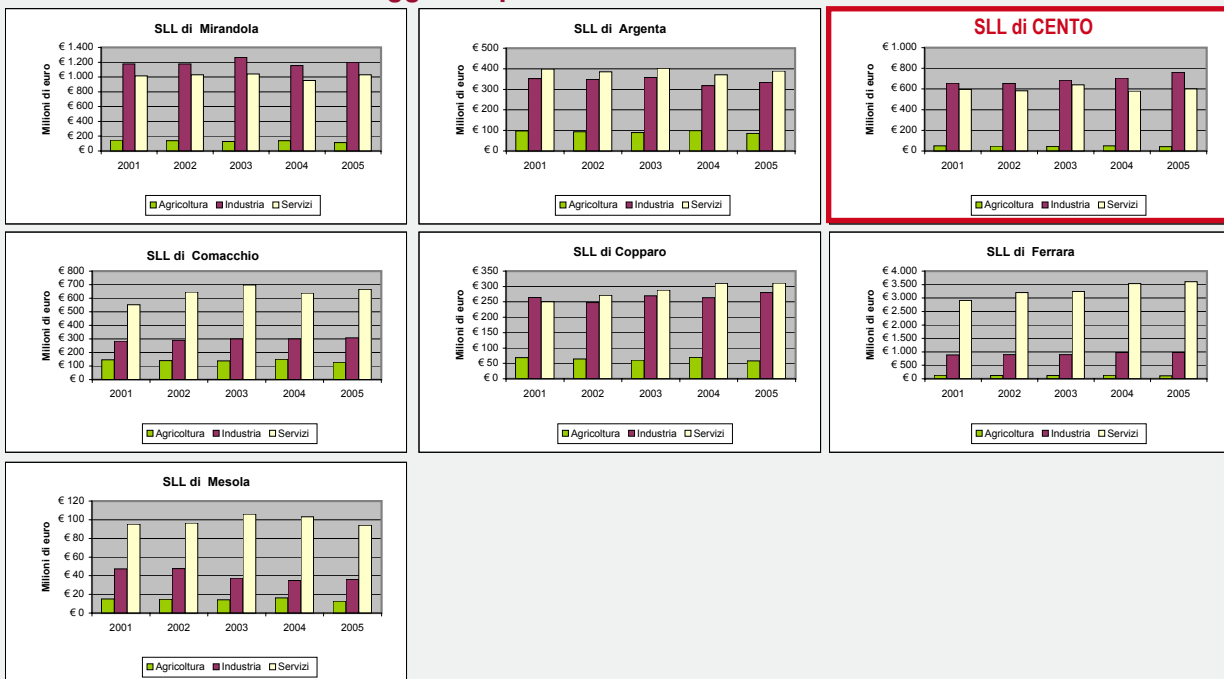 SLL di Mirandola
Milioni di euro
€ 1.400
€ 1.200
€ 1.000
€ 800
€ 600
€ 400
€ 200
€ 0
2001 2002 2003 2004 2005
Agricoltura Industria Servizi
SLL di Argenta
Milioni di euro
€ 500
€ 400
€ 300
€ 200
€ 100
€ 0
2001 2002 2003 2004 2005
Agricoltura Industria Servizi
SLL di CENTO
Milioni di euro
€ 1.000
€ 800
€ 600
€ 400
€ 200
€ 0
2001 2002 2003 2004 2005
Agricoltura Industria Servizi
SLL di Comacchio
Milioni di euro
€ 800
€ 700
€ 600
€ 500
€ 400
€ 300
€ 200
€ 100
€ 0
2001 2002 2003 2004 2005
Agricoltura Industria Servizi
SLL di Copparo
Milioni di euro
€ 350
€ 300
€ 250
€ 200
€ 150
€ 100
€ 50
€ 0
2001 2002 2003 2004 2005
Agricoltura Industria Servizi
SLL di Ferrara
Milioni di euro
€ 4.000
€ 3.500
€ 3.000
€ 2.500
€ 2.000
€ 1.500
€ 1.000
€ 500
€ 0
2001 2002 2003 2004 2005
Agricoltura Industria Servizi
SLL di Mesola
Milioni di euro
€ 120
€ 100
€ 80
€ 60
€ 40
€ 20
€ 0
2001 2002 2003 2004 2005
Agricoltura Industria Servizi